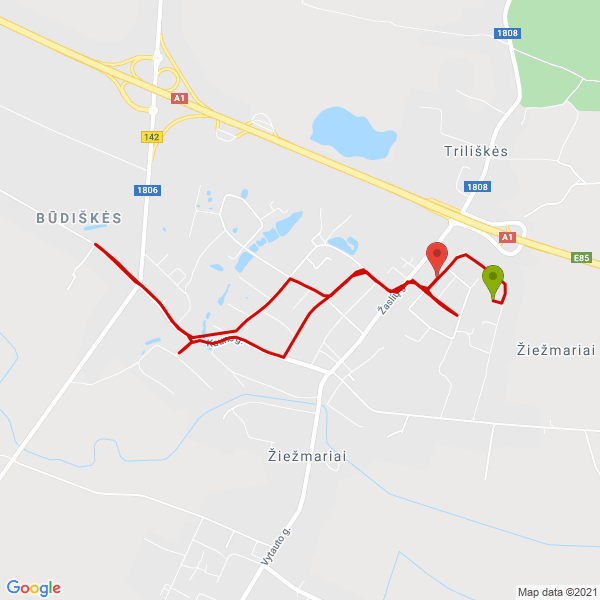 1808
A1
142
Triliškės
1806
1808
BŪDIŠKĖS
A1
E85
Žaslių g.
Kauno g.
Žiežmariai
Žiežmariai
Vytauto g.
Google
Map data ©2021